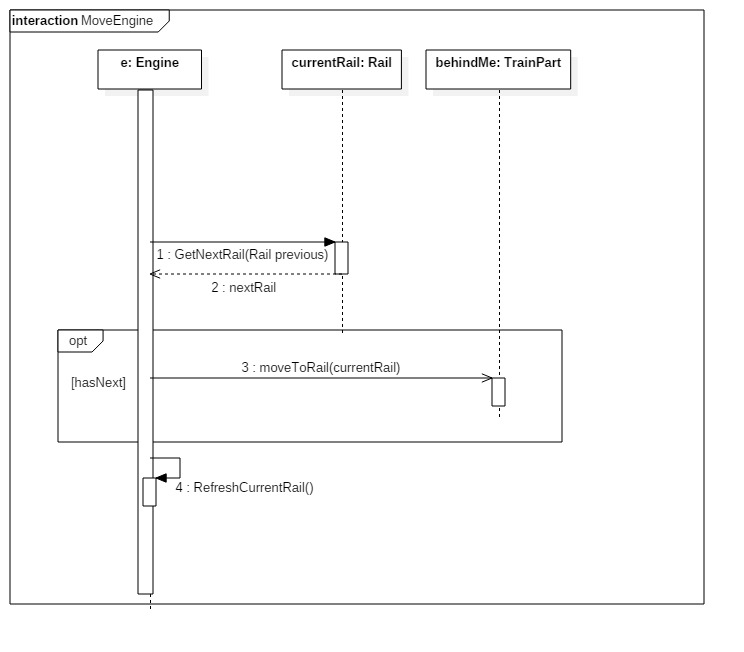 interaction MoveEngine
e: Engine
currentRail: Rail
behindMe: TrainPart
1 : GetNextRail(Rail previous)
2 : nextRail
opt
3 : moveToRail(currentRail)
[hasNext]
4 : RefreshCurrentRail()